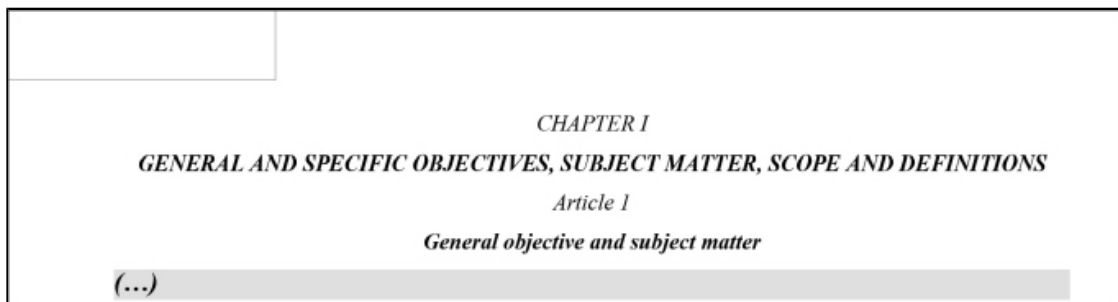 CHAPTER I
GENERAL AND SPECIFIC OBJECTIVES, SUBJECT MATTER, SCOPE AND DEFINITIONS
Article 1
General objective and subject matter
(…)